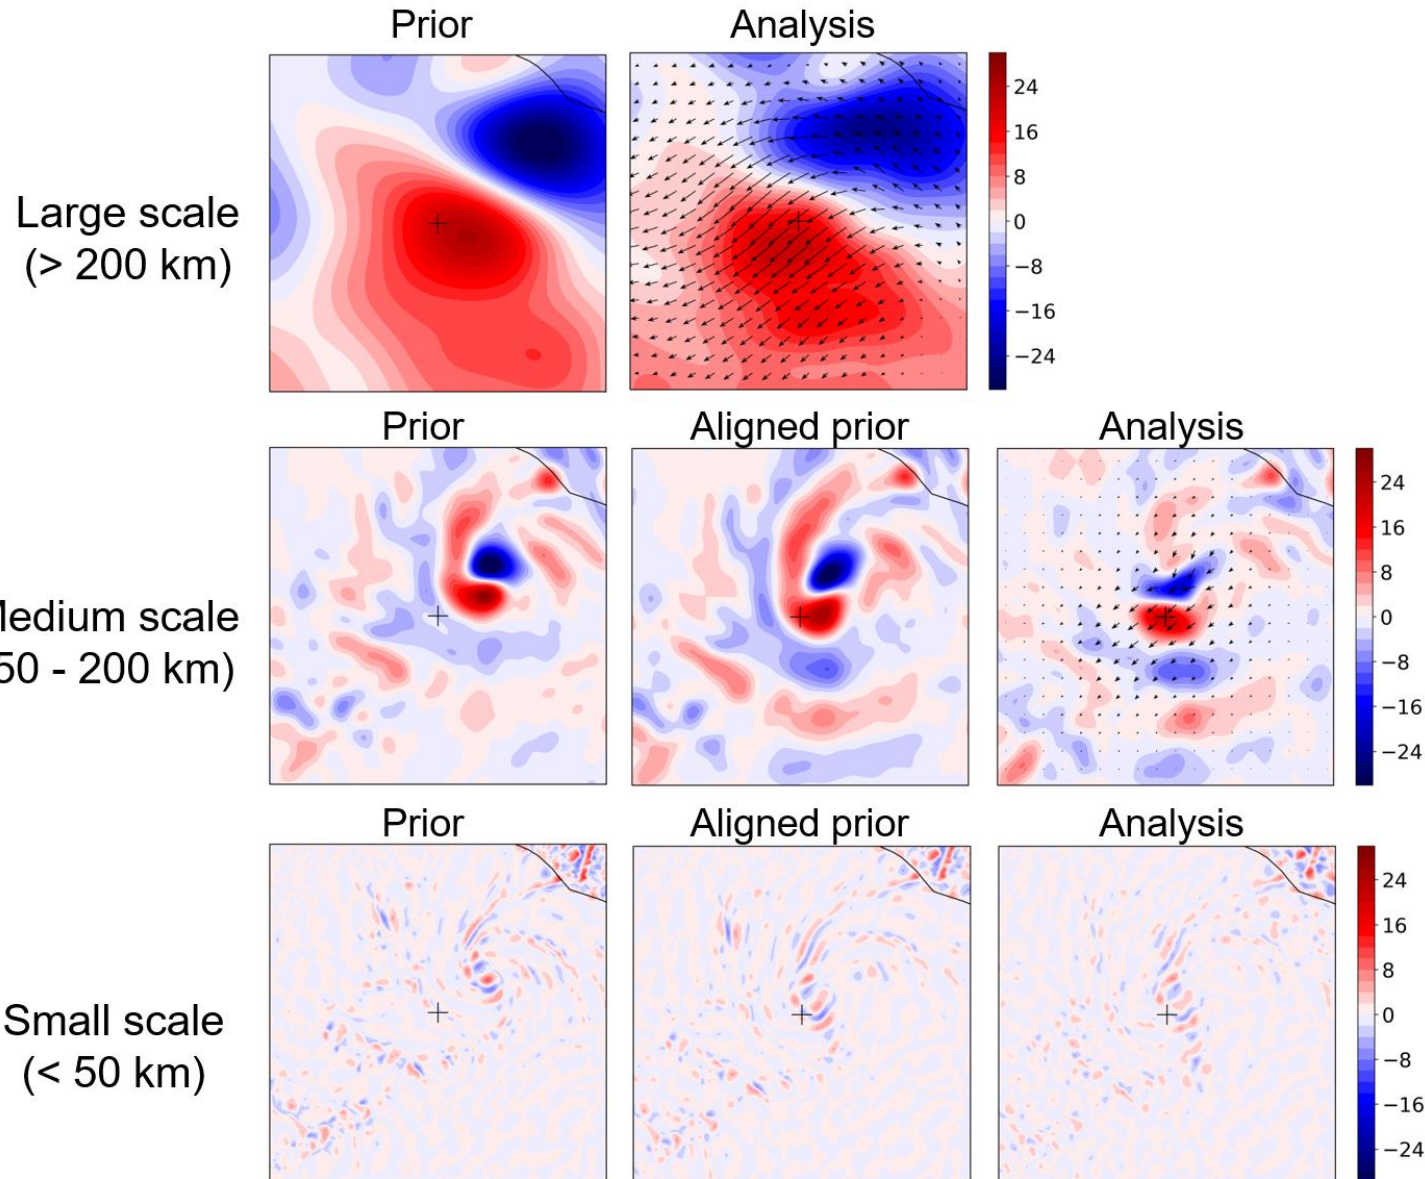 Prior
Analysis
Large scale
(> 200 km)
24
16
8
0
−8
−16
−24
Prior
Aligned prior
Analysis
Medium scale
50 - 200 km)
24
16
8
0
−8
−16
−24
Prior
Aligned prior
Analysis
Small scale
(< 50 km)
24
16
8
0
−8
−16
−24